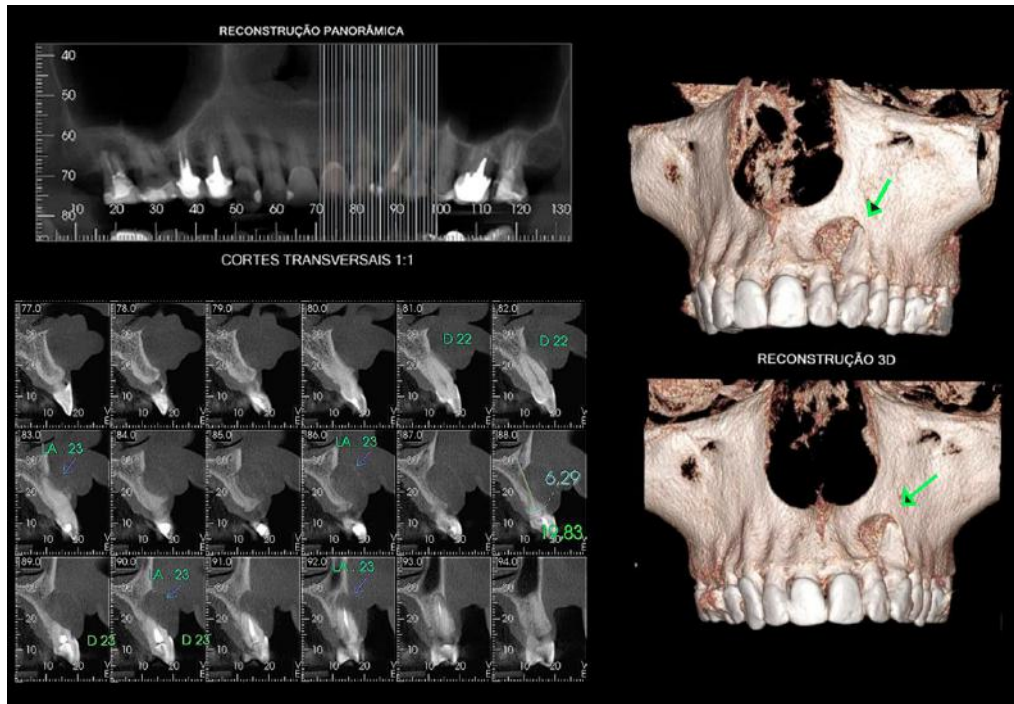 RECONSTRUÇÃO PANORÂMICA
40
50
60
70
80
10 20 30 40 50 60 70 80 90 100 110 120 130
CORTES TRANSVERSAIS 1:1
77.0 78.0 79.0 80.0 81.0 82.0
D 22 D 22
83.0 84.0 85.0 86.0 87.0 88.0
LA.. 23 LA.. 23
6,29
19,83
89.0 90.0 91.0 92.0 93.0 94.0
LA.. 23 LA.. 23
D 23 D 23
RECONSTRUÇÃO 3D